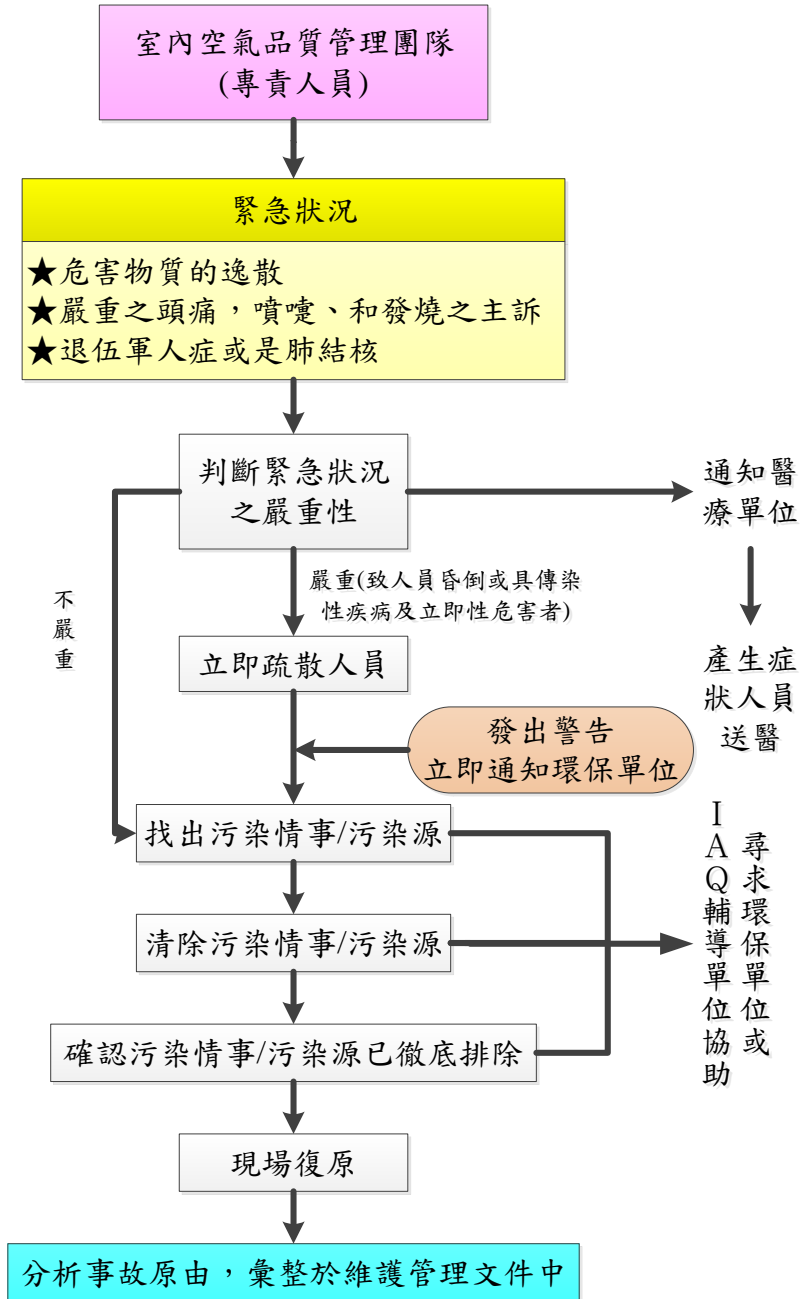 室內空氣品質管理團隊
(專責人員)
緊急狀況
★危害物質的逸散
★嚴重之頭痛，噴嚏、和發燒之主訴
★退伍軍人症或是肺結核
判斷緊急狀況
之嚴重性
通知醫
療單位
嚴重(致人員昏倒或具傳染
性疾病及立即性危害者)
不嚴重
立即疏散人員
產生症
狀人員
送醫
發出警告
立即通知環保單位
找出污染情事/污染源
清除污染情事/污染源
尋求環保單位或
IAQ輔導單位協助
確認污染情事/污染源已徹底排除
現場復原
分析事故原由，彙整於維護管理文件中